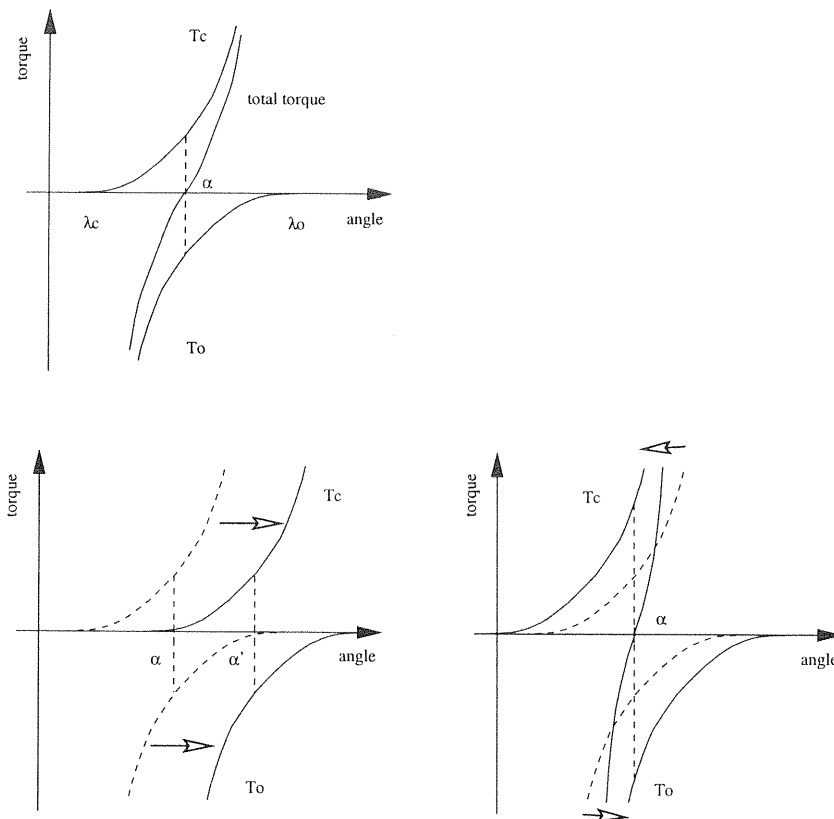 torque
Tc
total torque
α
λc
λo
angle
To
torque
Tc
α
α'
angle
To
torque
Tc
α
angle
To